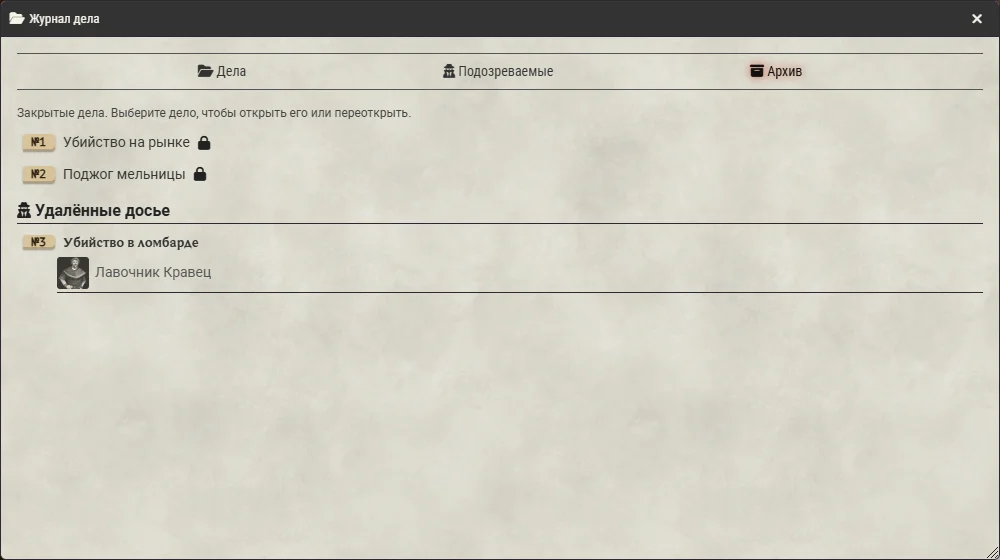 Журнал дела
Дела Подозреваемые Архив
Закрытые дела. Выберите дело, чтобы открыть его или переоткрыть.
№1 Убийство на рынке
№2 Поджог мельницы
Удалённые досье
№3 Убийство в ломбарде
Лавочник Кравец